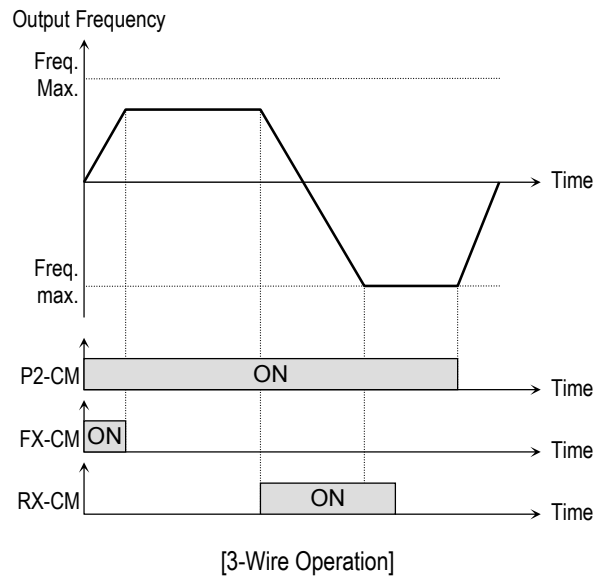 Output Frequency
Freq.
Max.
Time
Freq.
max.
P2-CM
ON
Time
FX-CM
ON
Time
RX-CM
ON
Time
[3-Wire Operation]